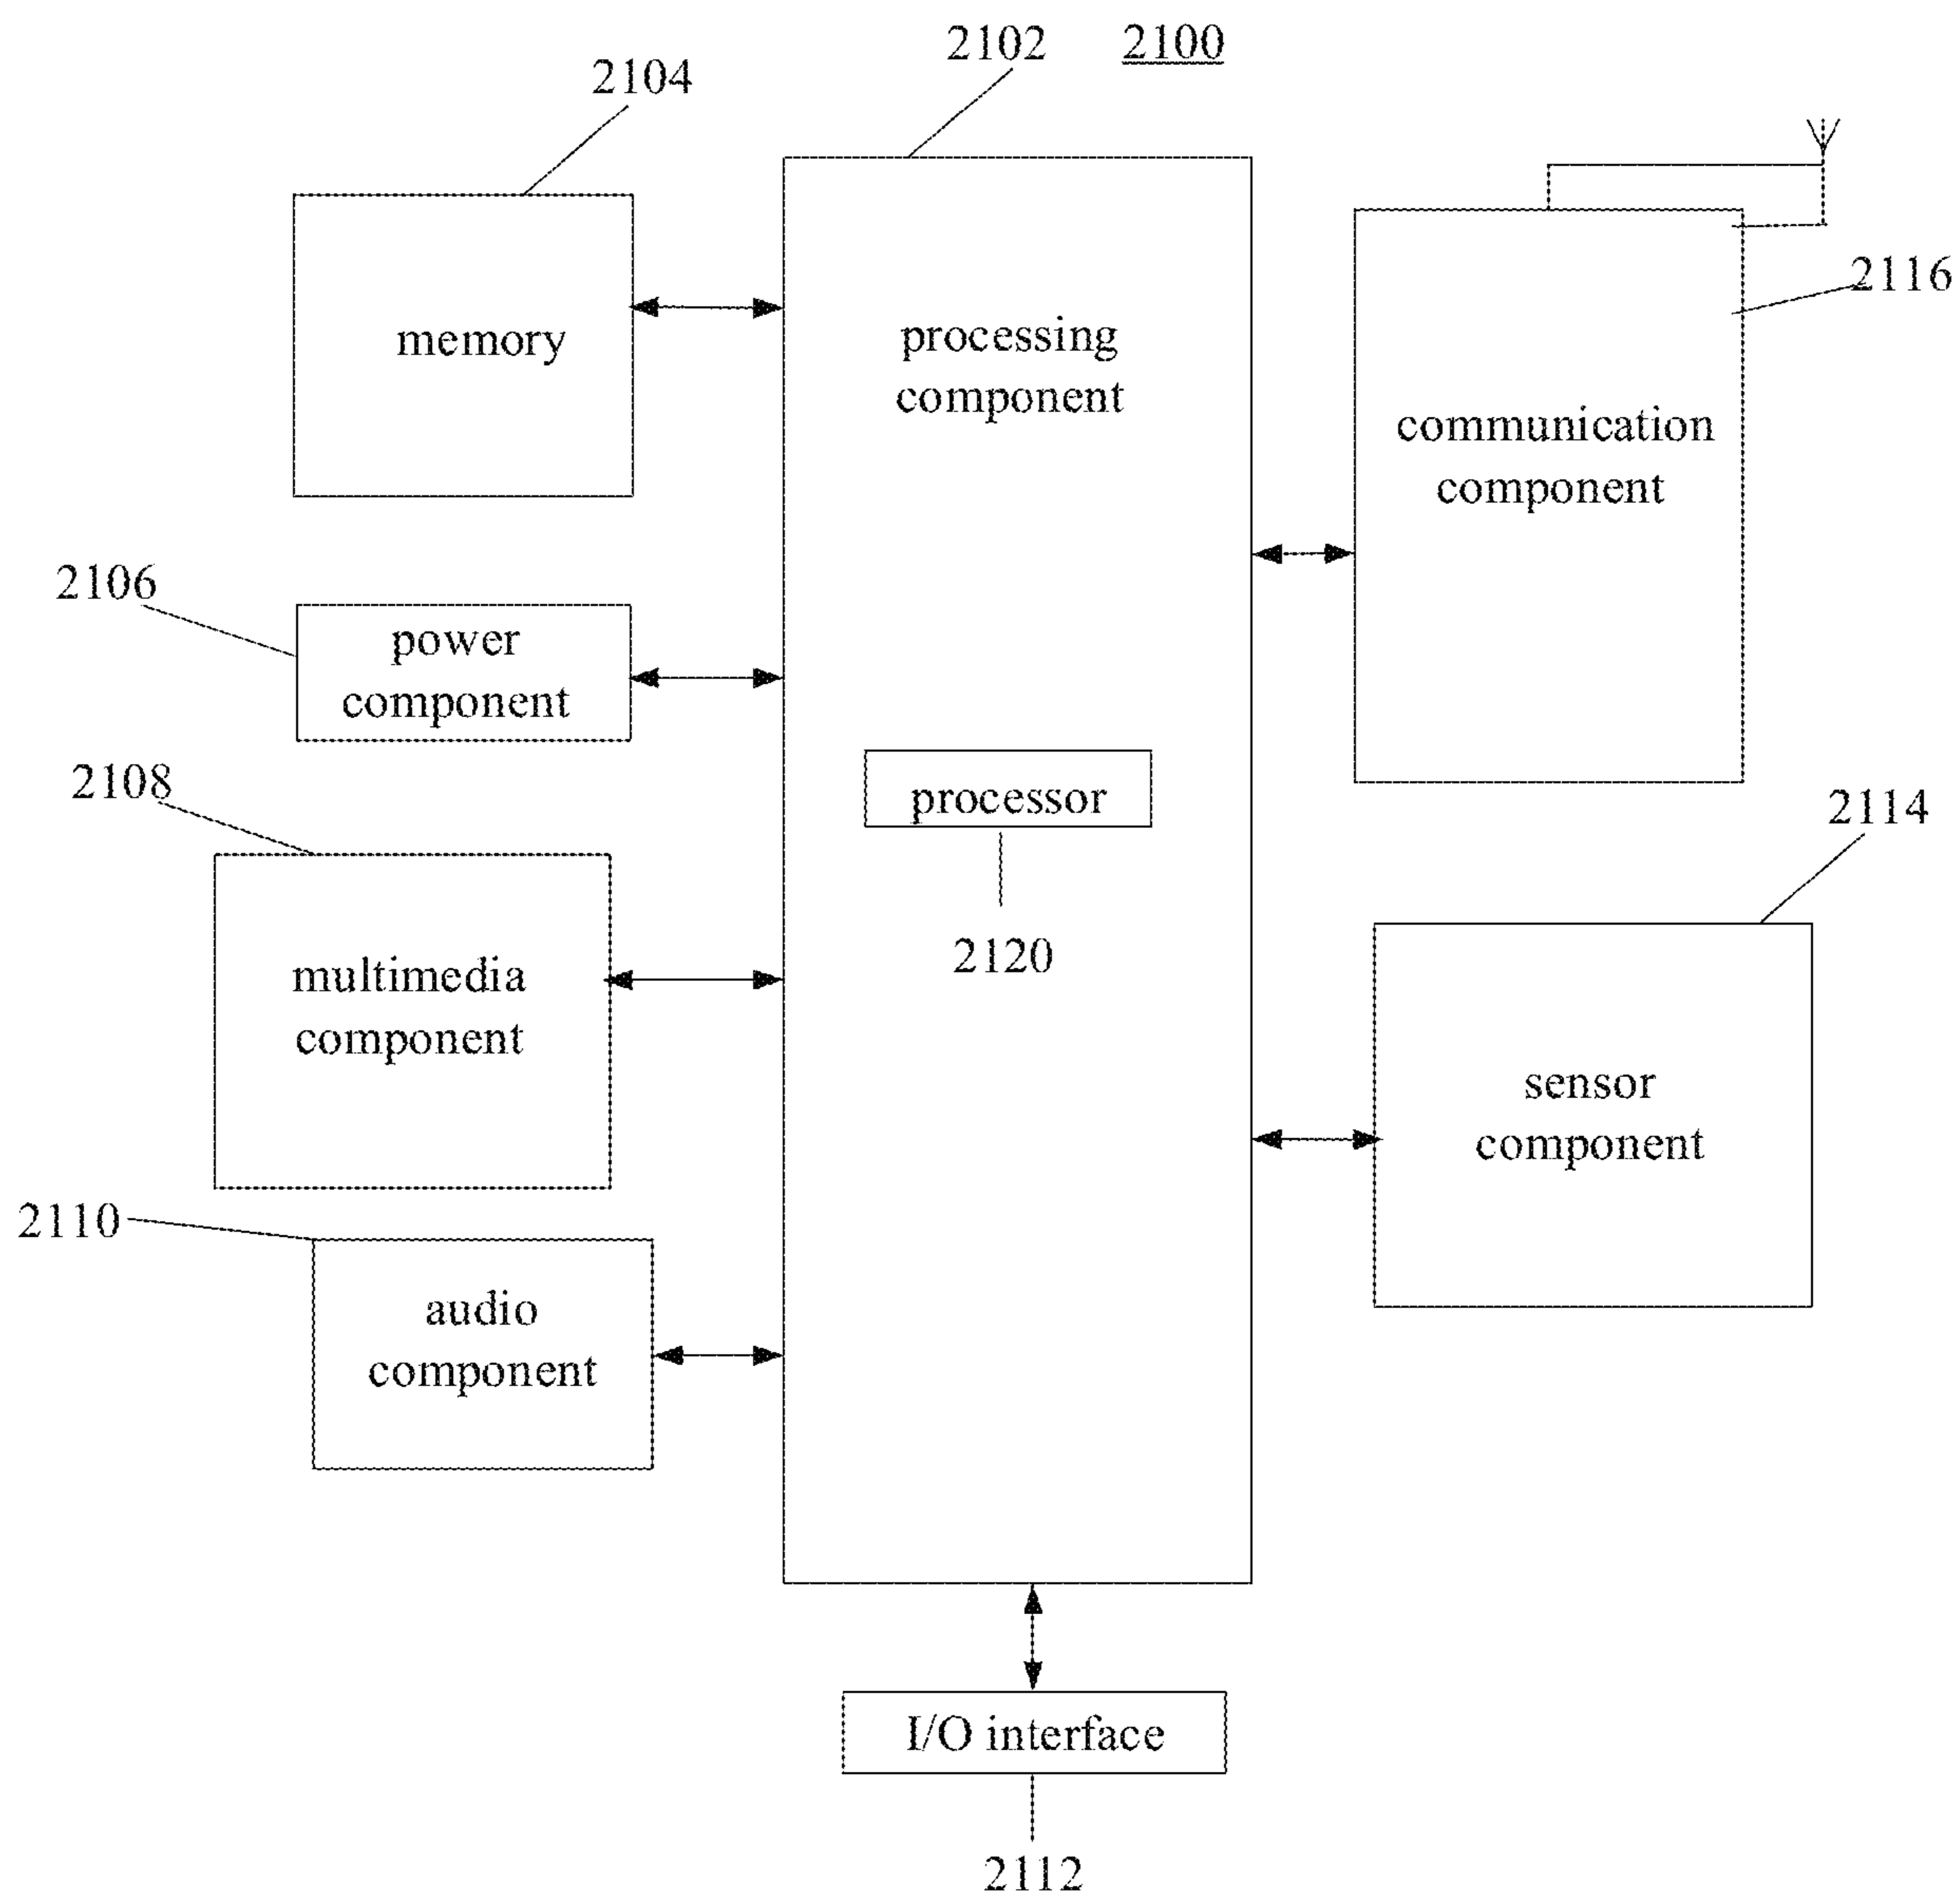 2102
2100
2104
memory
processing
component
2116
communication
component
2106
power
component
2108
processor
2114
2120
multimedia
component
sensor
component
2110
audio
component
I/O interface
2112